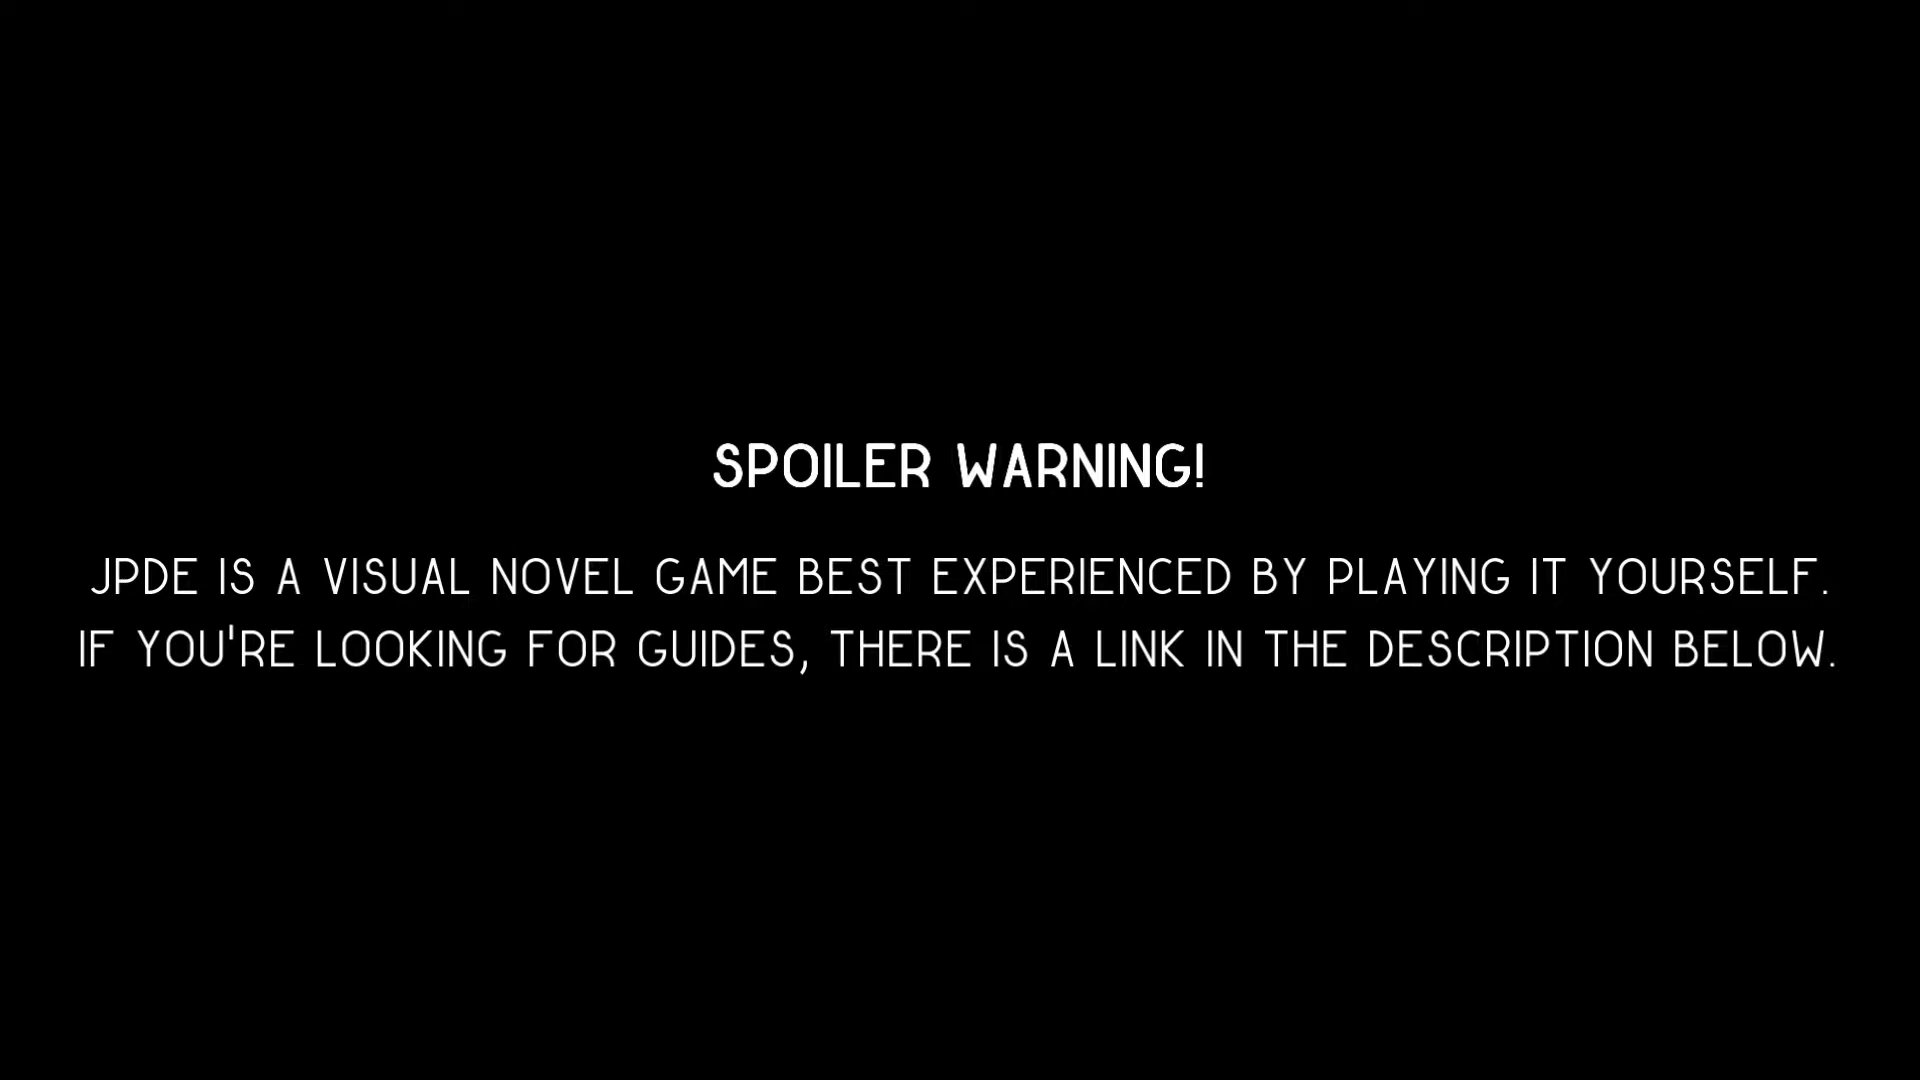 SPOILER WARNING!
JPDE IS A VISUAL NOVEL GAME BEST EXPERIENCED BY PLAYING IT YOURSELF.
IF YOU'RE LOOKING FOR GUIDES, THERE IS A LINK IN THE DESCRIPTION BELOW.